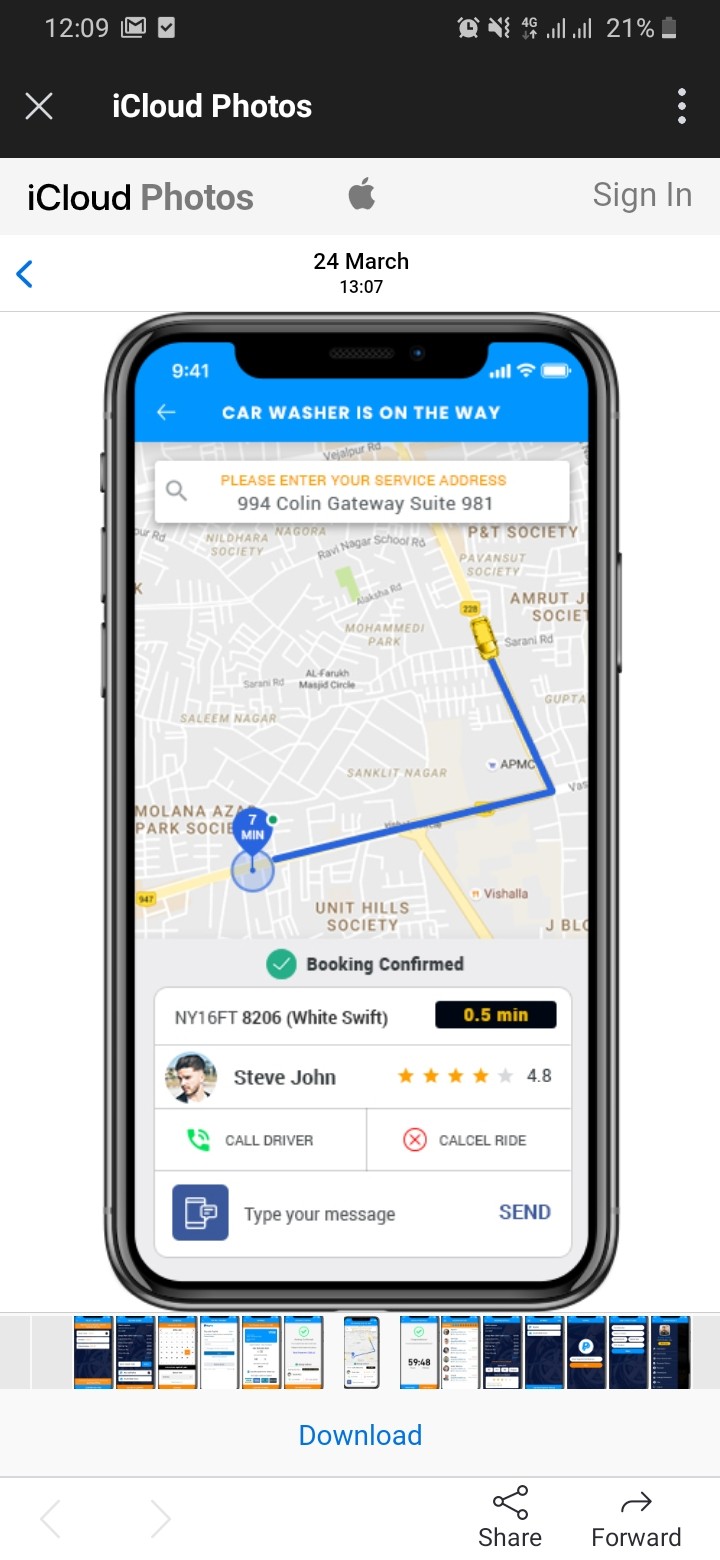 12:09
4G
21%
iCloud Photos
iCloud Photos
Sign In
24 March
13:07
9:41
CAR WASHER IS ON THE WAY
Vejalpur Rd
PLEASE ENTER YOUR SERVICE ADDRESS
994 Colin Gateway Suite 981
pur Rd
NILDHARA
SOCIETY
NAGORA
Ravi Nagar School Rd
P&T SOCIETY
PAVANSUT
SOCIETY
K
Alaksha Rd
228
AMRUT J
SOCIET
MOHAMMEDI
PARK
Sarani Rd
AL-Farukh
Masjid Circle
Sarani Rd
GUPTA
SALEEM NAGAR
APMC
SANKLIT NAGAR
Vas
MOLANA AZA
PARK SOCIE
7
MIN
947
Vishalla
UNIT HILLS
SOCIETY
J BLO
Booking Confirmed
NY16FT 8206 (White Swift)
0.5 min
Steve John
4.8
CALL DRIVER
CALCEL RIDE
Type your message
SEND
59:48
Download
Share
Forward